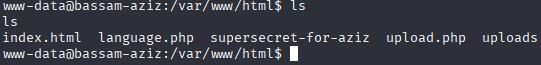 www-data@bassam-aziz:/var/www/html$ ls
ls
index.html language.php supersecret-for-aziz upload.php uploads
www-data@bassam-aziz:/var/www/html$